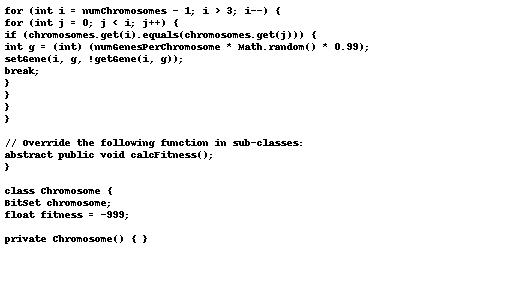 for (int i = numChromosomes - 1; i > 3; i--) {
for (int j = 0; j < i; j++) {
if (chromosomes.get(i).equals(chromosomes.get(j))) {
int g = (int) (numGenesPerChromosome * Math.random() * 0.99);
setGene(i, g, !getGene(i, g));
break;
}
}
}
}

// Override the following function in sub-classes:
abstract public void calcFitness();
}

class Chromosome {
BitSet chromosome;
float fitness = -999;

private Chromosome() { }